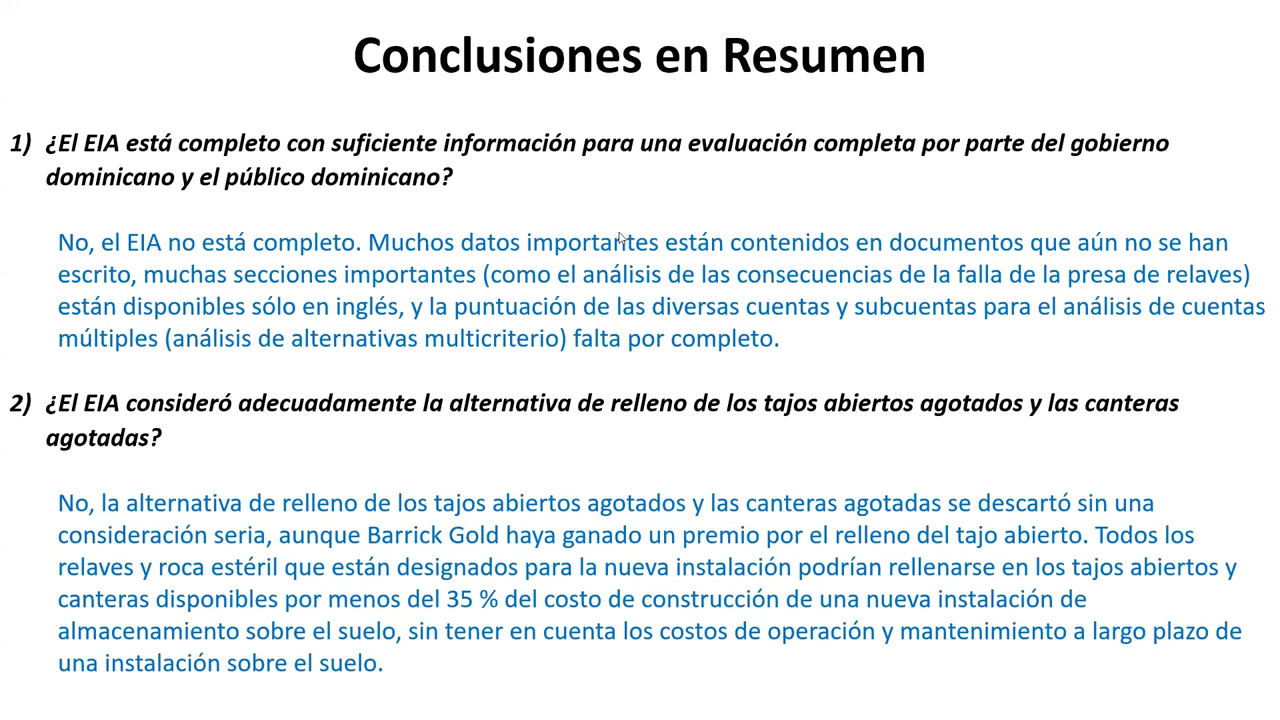 Conclusiones en Resumen
1) ¿El EIA está completo con suficiente información para una evaluación completa por parte del gobierno
dominicano y el público dominicano?
No, el EIA no está completo. Muchos datos importantes están contenidos en documentos que aún no se han
escrito, muchas secciones importantes (como el análisis de las consecuencias de la falla de la presa de relaves)
están disponibles sólo en inglés, y la puntuación de las diversas cuentas y subcuentas para el análisis de cuentas
múltiples (análisis de alternativas multicriterio) falta por completo.
2) ¿El EIA consideró adecuadamente la alternativa de relleno de los tajos abiertos agotados y las canteras
agotadas?
No, la alternativa de relleno de los tajos abiertos agotados y las canteras agotadas se descartó sin una
consideración seria, aunque Barrick Gold haya ganado un premio por el relleno del tajo abierto. Todos los
relaves y roca estéril que están designados para la nueva instalación podrían rellenarse en los tajos abiertos y
canteras disponibles por menos del 35 % del costo de construcción de una nueva instalación de
almacenamiento sobre el suelo, sin tener en cuenta los costos de operación y mantenimiento a largo plazo de
una instalación sobre el suelo.